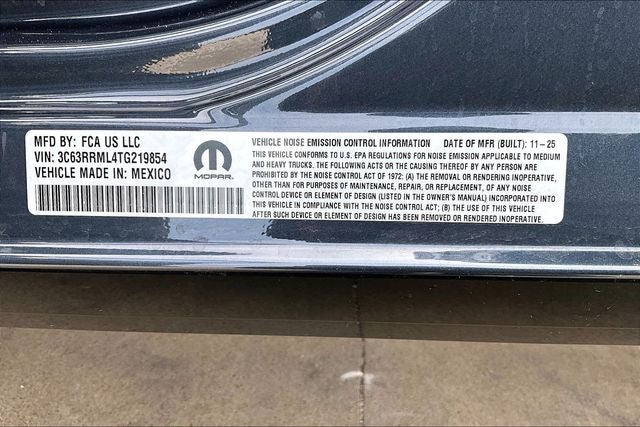 MFD BY: FCA US LLC
VIN: 3C63RRML4TG219854
VEHICLE MADE IN: MEXICO
MOPAR.
VEHICLE NOISE EMISSION CONTROL INFORMATION DATE OF MFR (BUILT): 11-25
THIS VEHICLE CONFORMS TO U.S. EPA REGULATIONS FOR NOISE EMISSION APPLICABLE TO MEDIUM
AND HEAVY TRUCKS. THE FOLLOWING ACTS OR THE CAUSING THEREOF BY ANY PERSON ARE
PROHIBITED BY THE NOISE CONTROL ACT OF 1972: (A) THE REMOVAL OR RENDERING INOPERATIVE,
OTHER THAN FOR PURPOSES OF MAINTENANCE, REPAIR, OR REPLACEMENT, OF ANY NOISE
CONTROL DEVICE OR ELEMENT OF DESIGN (LISTED IN THE OWNER'S MANUAL) INCORPORATED INTO
THIS VEHICLE IN COMPLIANCE WITH THE NOISE CONTROL ACT; (B) THE USE OF THIS VEHICLE
AFTER SUCH DEVICE OR ELEMENT OF DESIGN HAS BEEN REMOVED OR RENDERED INOPERATIVE.